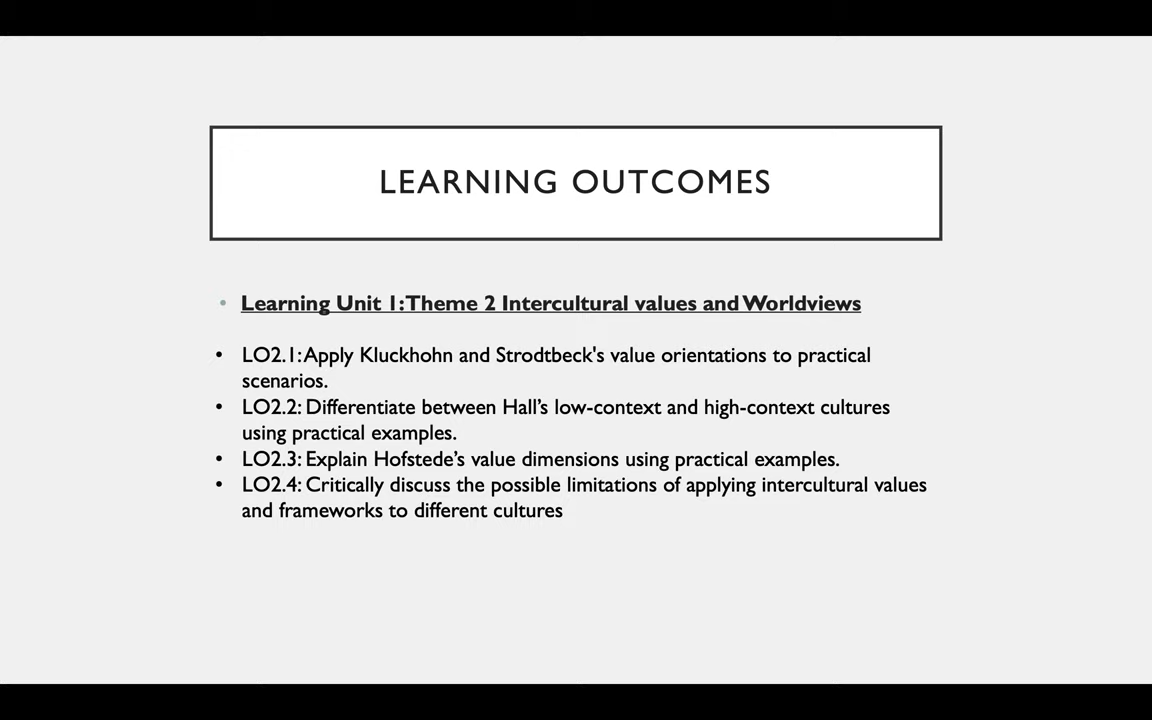 LEARNING OUTCOMES
• Learning Unit 1: Theme 2 Intercultural values and Worldviews
• LO2.1: Apply Kluckhohn and Strodtbeck's value orientations to practical
scenarios.
• LO2.2: Differentiate between Hall’s low-context and high-context cultures
using practical examples.
• LO2.3: Explain Hofstede’s value dimensions using practical examples.
• LO2.4: Critically discuss the possible limitations of applying intercultural values
and frameworks to different cultures